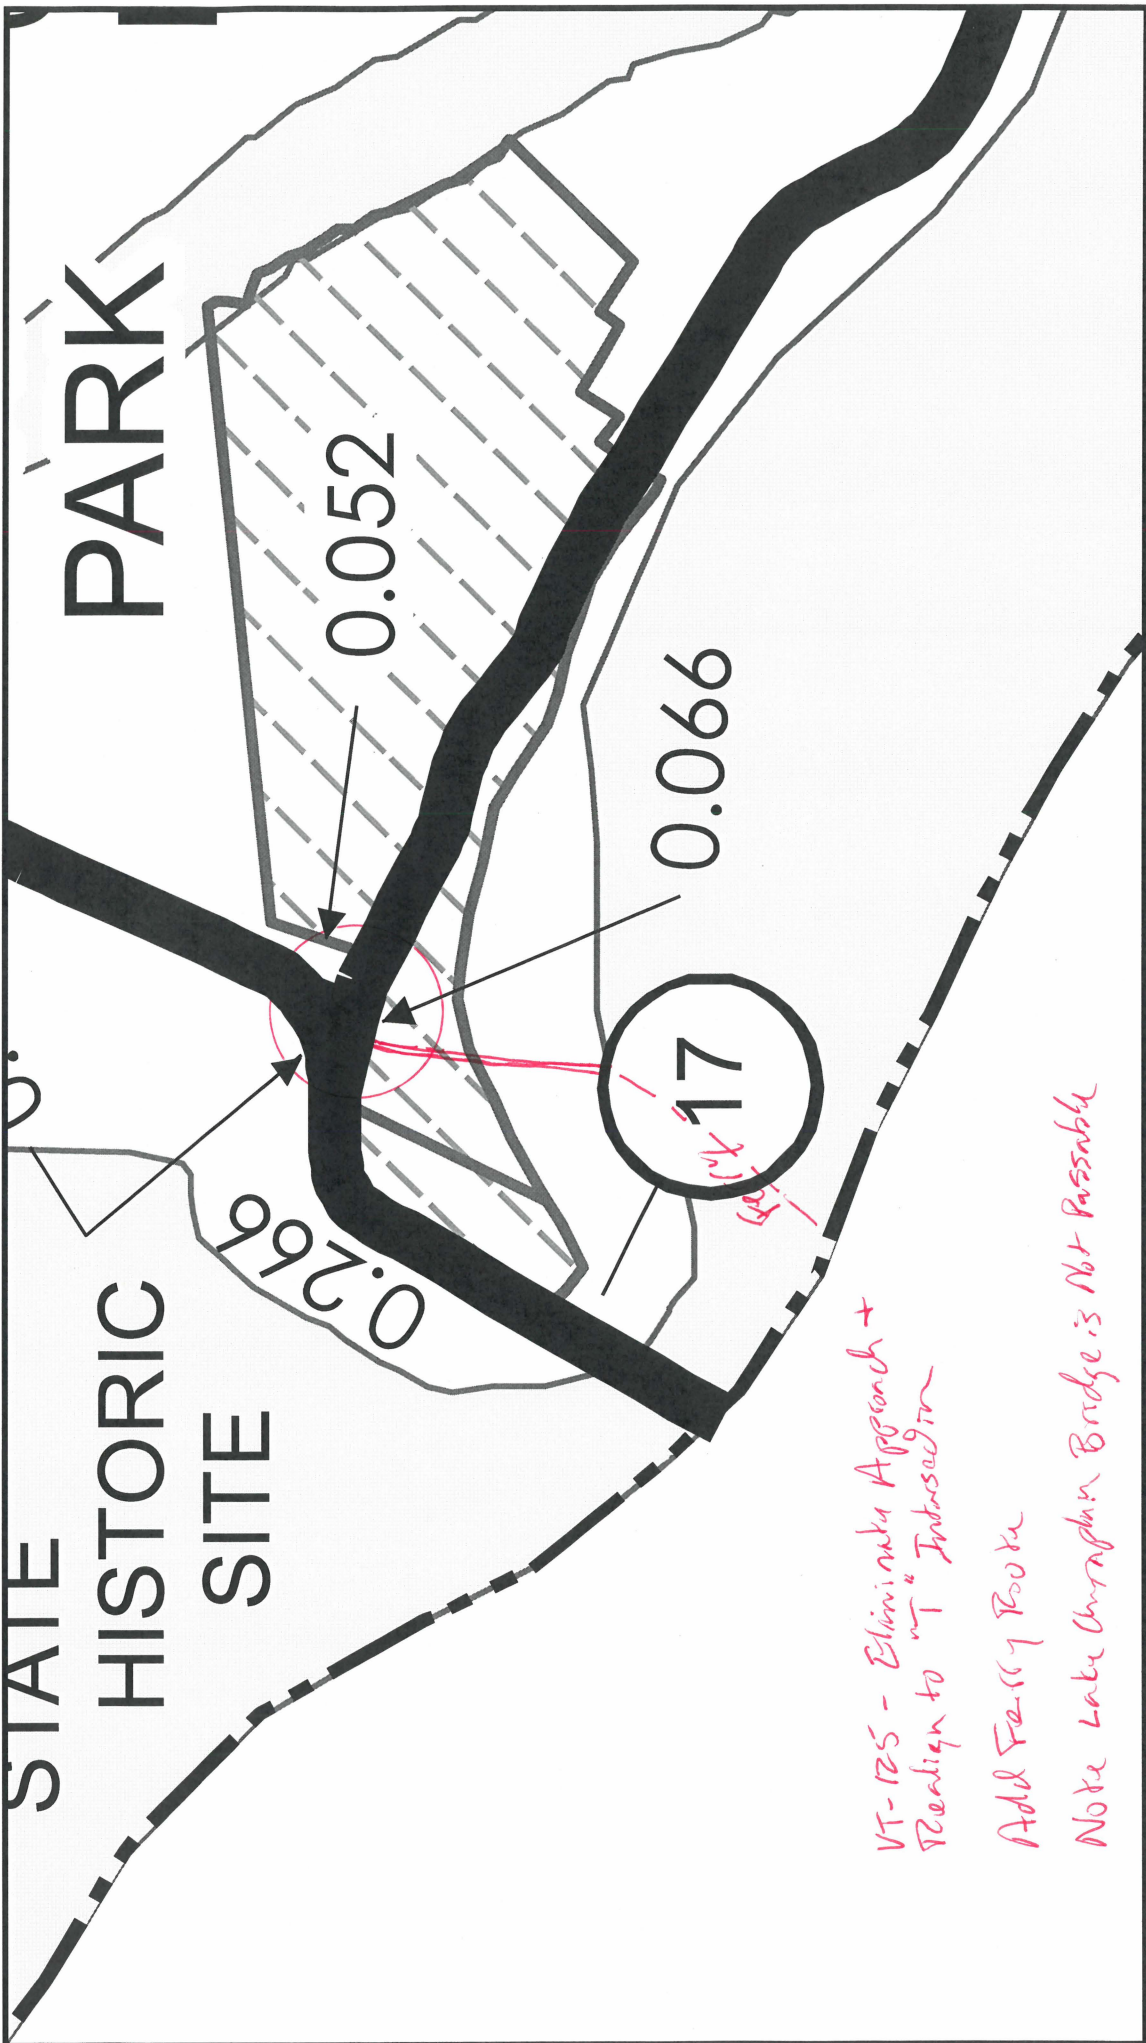 PARK
0.052
0.066
17
0.266
STATE
HISTORIC
SITE
VT-125 - Eliminate Approach +
Realign to "T" Intersection
Add Ferry Route
Note Lake Champlain Bridge is Not Passable